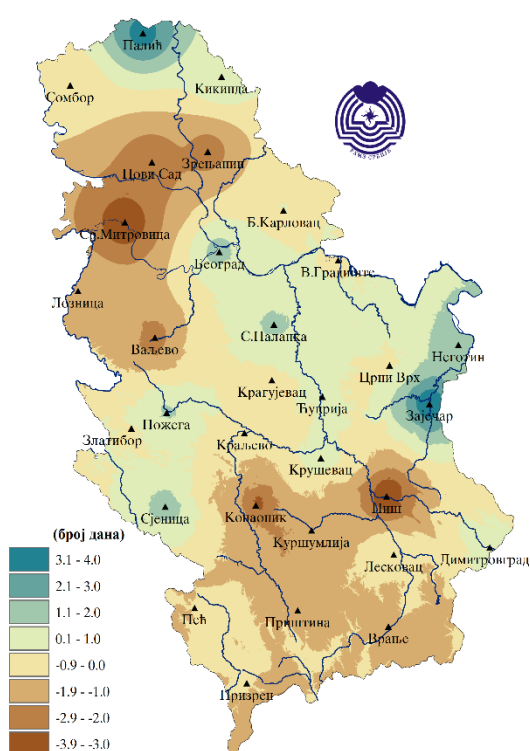 Палић
Кикинда
Сомбор
Зрењанин
Нови Сад
Б.Карловац
Ср.Митровица
Београд
В.Градиште
Лозница
С.Паланка
Ваљево
Неготин
Црни Врх
Крагујевац
Ћуприја
Зајечар
Пожега
Златибор
Краљево
Крушевац
Ниш
Копаоник
Сјеница
Куршумлија
(број дана)
Димитровград
Лесковац
3.1 - 4.0
2.1 - 3.0
1.1 - 2.0
0.1 - 1.0
-0.9 - 0.0
-1.9 - -1.0
-2.9 - -2.0
-3.9 - -3.0
Пећ
Приштина
Врање
Призрен